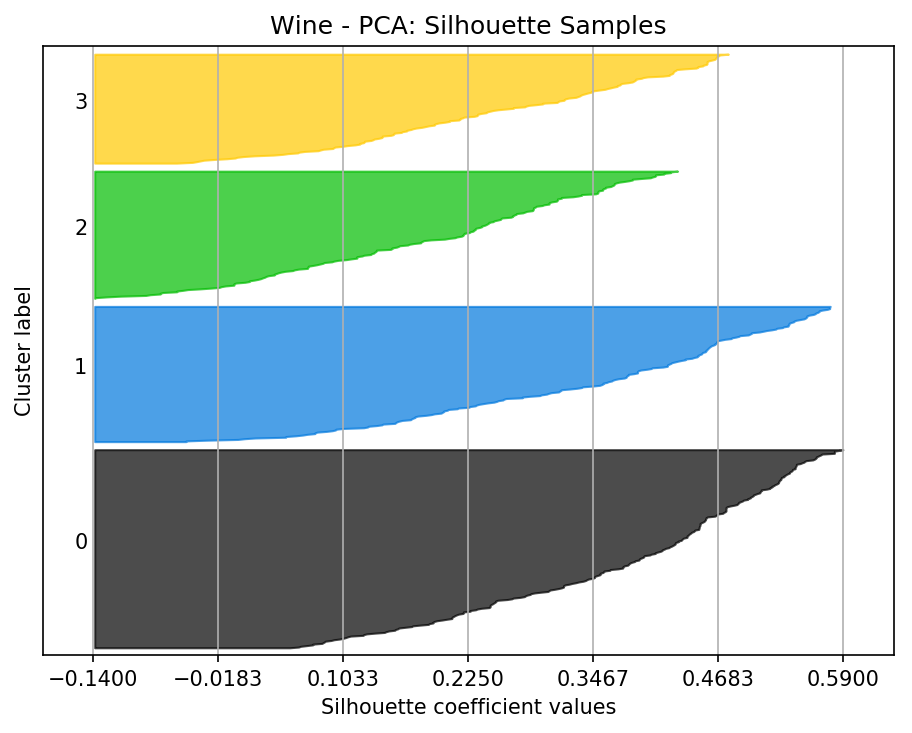 Wine - PCA: Silhouette Samples
Cluster label
3
2
1
0
−0.1400 −0.0183 0.1033 0.2250 0.3467 0.4683 0.5900
Silhouette coefficient values